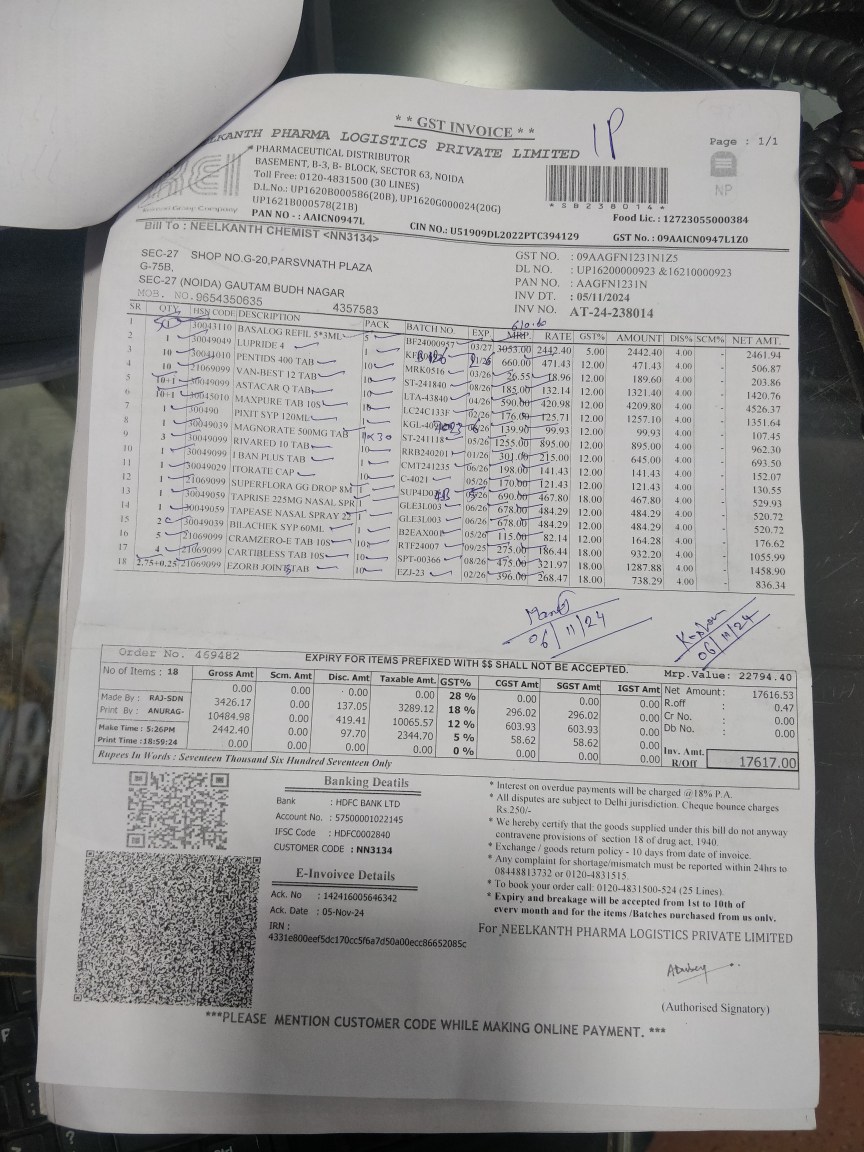 ** GST INVOICE **
1P
Page : 1/1
LKANTH PHARMA LOGISTICS PRIVATE LIMITED
PHARMACEUTICAL DISTRIBUTOR
BASEMENT, B-3, B- BLOCK, SECTOR 63, NOIDA
Toll Free: 0120-4831500 (30 LINES)
D.L.No.: UP1620B000586(20B), UP1620G000024(20G)
UP1621B000578(21B)
PAN NO - : AAICN0947L
CIN NO.: U51909DL2022PTC394129
*SB238014*
NP
Food Lic. : 12723055000384
GST No. : 09AAICN0947L1Z0
Bill To : NEELKANTH CHEMIST <NN3134>
SEC-27 SHOP NO.G-20,PARSVNATH PLAZA
G-75B,
SEC-27 (NOIDA) GAUTAM BUDH NAGAR
MOB. NO.9654350635 4357583
GST NO. : 09AAGFN1231N1Z5
DL NO. : UP16200000923 &16210000923
PAN NO. : AAGFN1231N
INV DT. : 05/11/2024
INV NO. AT-24-238014
SR QTY HSN CODE DESCRIPTION PACK BATCH NO. EXP. MRP. RATE GST% AMOUNT DIS% SCM% NET AMT.
610.60
1 30043110 BASALOG REFIL 5*3ML 5 BF24000957 03/27 3053.00 2442.40 5.00 2442.40 4.00 - 2461.94
2 1 30049049 LUPRIDE 4 1 660.00 471.43 12.00 471.43 4.00 - 506.87
3 10 30041010 PENTIDS 400 TAB 10 MRK0516 03/26 26.55 18.96 12.00 189.60 4.00 - 203.86
4 10 21069099 VAN-BEST 12 TAB 10 ST-241840 08/26 185.00 132.14 12.00 1321.40 4.00 - 1420.76
5 10+1 30049099 ASTACAR Q TAB 10 LTA-43840 04/26 590.00 420.98 12.00 4209.80 4.00 - 4526.37
6 10+1 30045010 MAXPURE TAB 10S 10 LC24C133F 02/26 176.00 125.71 12.00 1257.10 4.00 - 1351.64
7 1 300490 PIXIT SYP 120ML 1 139.90 99.93 12.00 99.93 4.00 - 107.45
8 1 30049039 MAGNORATE 500MG TAB 1x30 ST-241118 05/26 1255.00 895.00 12.00 895.00 4.00 - 962.30
9 3 30049099 RIVARED 10 TAB 10 RRB240201 01/26 301.00 215.00 12.00 645.00 4.00 - 693.50
10 1 30049099 I BAN PLUS TAB CMT241235 06/26 198.00 141.43 12.00 141.43 4.00 - 152.07
11 1 30049029 ITORATE CAP 10 C-4021 05/26 170.00 121.43 12.00 121.43 4.00 - 130.55
12 1 21069099 SUPERFLORA GG DROP 8M 1 690.00 467.80 18.00 467.80 4.00 - 529.93
13 1 30049059 TAPRISE 225MG NASAL SPR 1 GLE3L003 06/26 678.00 484.29 12.00 484.29 4.00 - 520.72
14 1 30049059 TAPEASE NASAL SPRAY 22 1 GLE3L003 06/26 678.00 484.29 12.00 484.29 4.00 - 520.72
15 2 30049039 BILACHEK SYP 60ML 1 B2EAX001 05/26 115.00 82.14 12.00 164.28 4.00 - 176.62
16 5 21069099 CRAMZERO-E TAB 10S 10S RTF24007 09/25 275.00 186.44 18.00 932.20 4.00 - 1055.99
17 4 21069099 CARTIBLESS TAB 10S 10 SPT-00366 08/26 475.00 321.97 18.00 1287.88 4.00 - 1458.90
18 2.75+0.25 21069099 EZORB JOINTS TAB 10 EZJ-23 02/26 396.00 268.47 18.00 738.29 4.00 - 836.34
06/11/24
06/11/24
Order No. 469482
EXPIRY FOR ITEMS PREFIXED WITH $$ SHALL NOT BE ACCEPTED.
Mrp.Value: 22794.40
No of Items : 18
Made By : RAJ-SDN
Print By : ANURAG-
Make Time : 5:26PM
Print Time :18:59:24
Gross Amt Scm. Amt Disc. Amt Taxable Amt. GST% CGST Amt SGST Amt IGST Amt
0.00 0.00 0.00 0.00 28 % 0.00 0.00 0.00
3426.17 0.00 137.05 3289.12 18 % 296.02 296.02 0.00
10484.98 0.00 419.41 10065.57 12 % 603.93 603.93 0.00
2442.40 0.00 97.70 2344.70 5 % 58.62 58.62 0.00
0.00 0.00 0.00 0.00 0 % 0.00 0.00 0.00
Net Amount : 17616.53
R.off : 0.47
Cr No. : 0.00
Db No. : 0.00
Inv. Amt. R/Off 17617.00
Rupees In Words : Seventeen Thousand Six Hundred Seventeen Only
Banking Deatils
Bank : HDFC BANK LTD
Account No. : 57500001022145
IFSC Code : HDFC0002840
CUSTOMER CODE : NN3134
E-Invoicee Details
Ack. No : 142416005646342
Ack. Date : 05-Nov-24
IRN :
4331e800eef5dc170cc5f6a7d50a00ecc86652085c
* Interest on overdue payments will be charged @18% P.A.
* All disputes are subject to Delhi jurisdiction. Cheque bounce charges
Rs.250/-
* We hereby certify that the goods supplied under this bill do not anyway
contravene provisions of section 18 of drug act, 1940.
* Exchange / goods return policy - 10 days from date of invoice.
* Any complaint for shortage/mismatch must be reported within 24hrs to
08448813732 or 0120-4831515.
* To book your order call: 0120-4831500-524 (25 Lines).
* Expiry and breakage will be accepted from 1st to 10th of
every month and for the items /Batches purchased from us only.
For NEELKANTH PHARMA LOGISTICS PRIVATE LIMITED
(Authorised Signatory)
***PLEASE MENTION CUSTOMER CODE WHILE MAKING ONLINE PAYMENT. ***